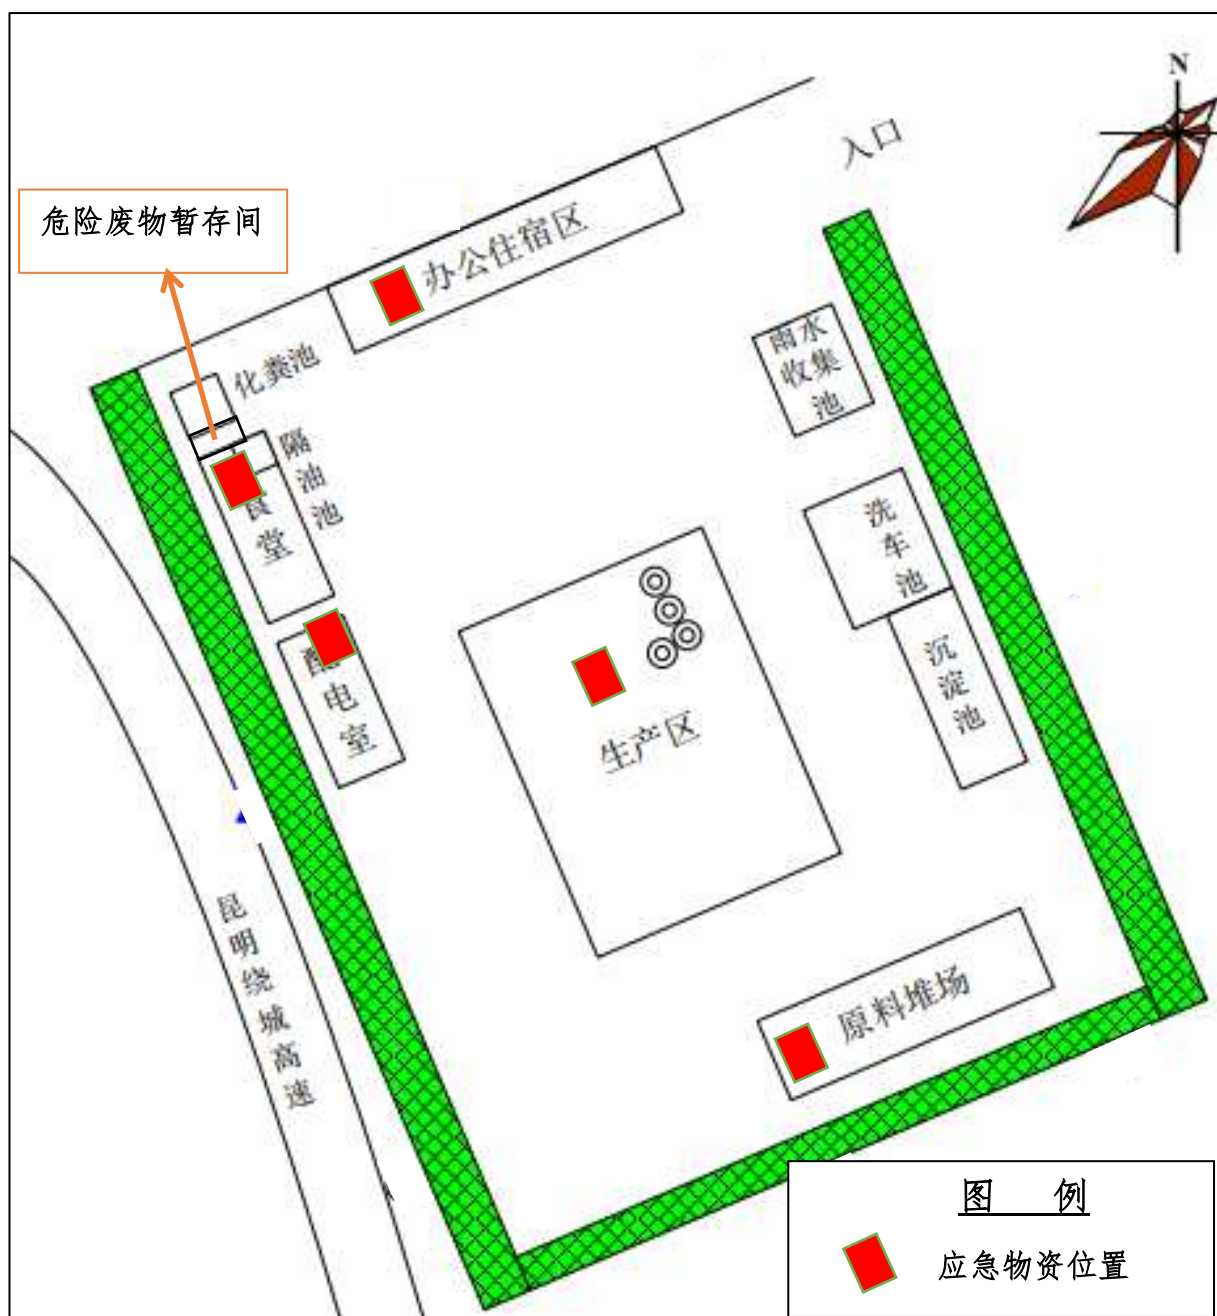 N
入口
危险废物暂存间
办公住宿区
化粪池
隔油池
食堂
配电室
雨水
收集
池
洗车池
沉淀池
生产区
原料堆场
昆明绕城高速
图 例
应急物资位置